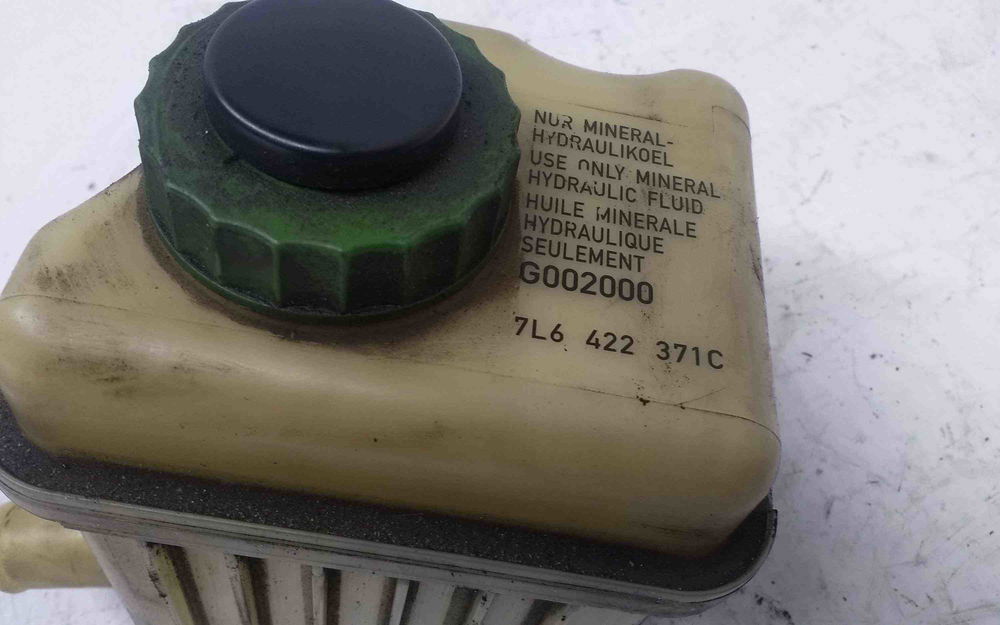 NUR MINERAL-
HYDRAULIKOEL
USE ONLY MINERAL
HYDRAULIC FLUID
HUILE MINERALE
HYDRAULIQUE
SEULEMENT
G002000
7L6 422 371C